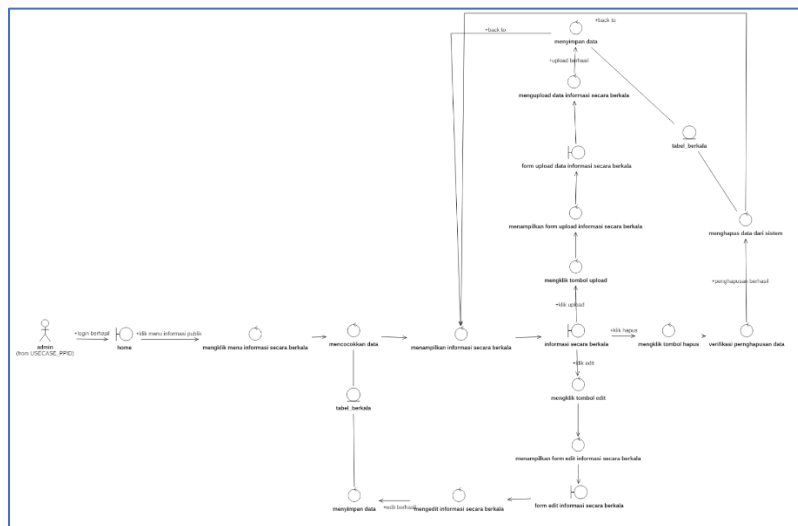 +back to
+back to
menyimpan data
+upload berhasil
mengupload data informasi secara berkala
tabel_berkala
form upload data informasi secara berkala
menampilkan form upload informasi secara berkala
menghapus data dari sistem
mengklik tombol upload
+penghapusan berhasil
+klik upload
+login berhasil
+klik menu informasi publik
+klik hapus
admin
(from USECASE_PPID)
home
mengklik menu informasi secara berkala
mencocokkan data
menampilkan informasi secara berkala
informasi secara berkala
mengklik tombol hapus
verifikasi pernghapusan data
+klik edit
mengklik tombol edit
tabel_berkala
menampilkan form edit informasi secara berkala
menyimpan data
+edit berhasil
mengedit informasi secara berkala
form edit informasi secara berkala